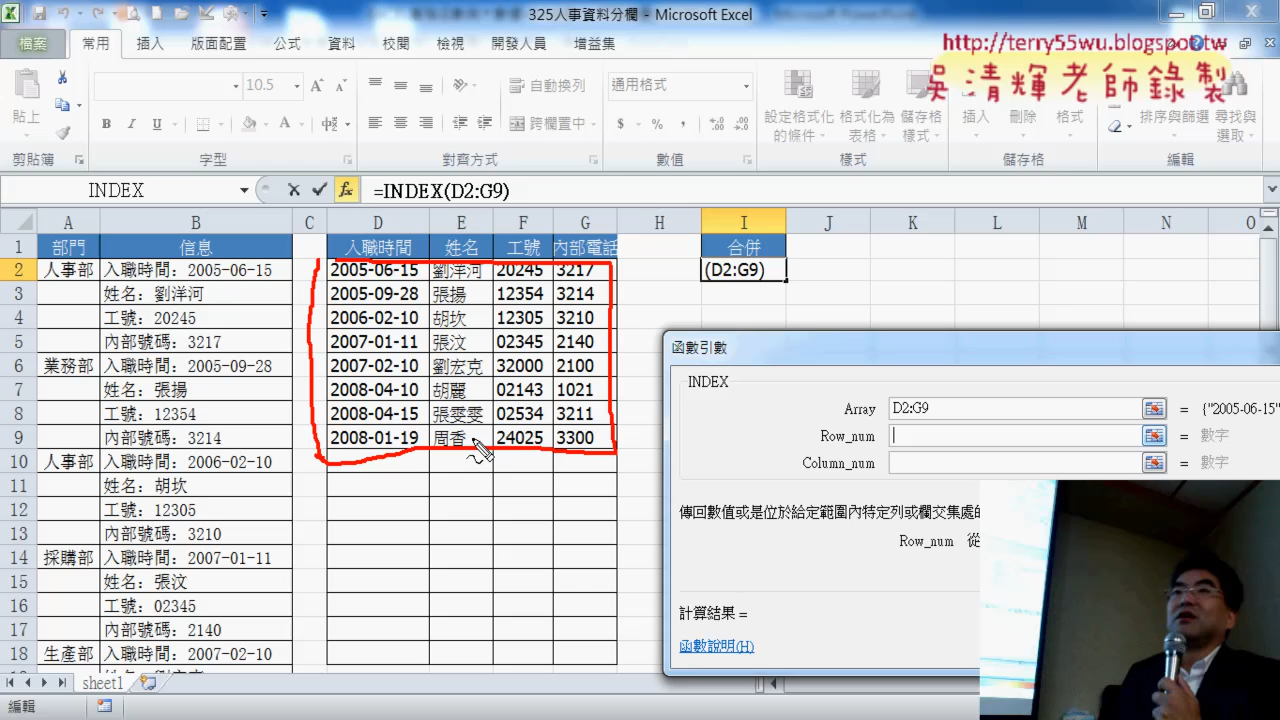 325人事資料分欄 - Microsoft Excel
檔案 常用 插入 版面配置 公式 資料 校閱 檢視 開發人員 增益集
http://terry55wu.blogspot.tw
吳清輝老師錄製
貼上 10.5 自動換列 通用格式 設定格式化的條件 格式化為表格 儲存格樣式 插入 刪除 格式 排序與篩選 尋找與選取
B I U 跨欄置中 $ %
剪貼簿 字型 對齊方式 數值 樣式 儲存格 編輯
INDEX =INDEX(D2:G9)
A B C D E F G H I J K L M N O
1 部門 信息 入職時間 姓名 工號 內部電話 合併
2 人事部 入職時間: 2005-06-15 2005-06-15 劉洋河 20245 3217 (D2:G9)
3 姓名: 劉洋河 2005-09-28 張揚 12354 3214
4 工號: 20245 2006-02-10 胡坎 12305 3210
5 內部號碼: 3217 2007-01-11 張汶 02345 2140
6 業務部 入職時間: 2005-09-28 2007-02-10 劉宏克 32000 2100
7 姓名: 張揚 2008-04-10 胡麗 02143 1021
8 工號: 12354 2008-04-15 張雯雯 02534 3211
9 內部號碼: 3214 2008-01-19 周香 24025 3300
10 人事部 入職時間: 2006-02-10
11 姓名: 胡坎
12 工號: 12305
13 內部號碼: 3210
14 採購部 入職時間: 2007-01-11
15 姓名: 張汶
16 工號: 02345
17 內部號碼: 2140
18 生產部 入職時間: 2007-02-10
函數引數
INDEX
Array D2:G9 = {"2005-06-15"
Row_num = 數字
Column_num = 數字
傳回數值或是位於給定範圍內特定列或欄交集處的
Row_num 從
計算結果 =
函數說明(H)
sheet1
編輯